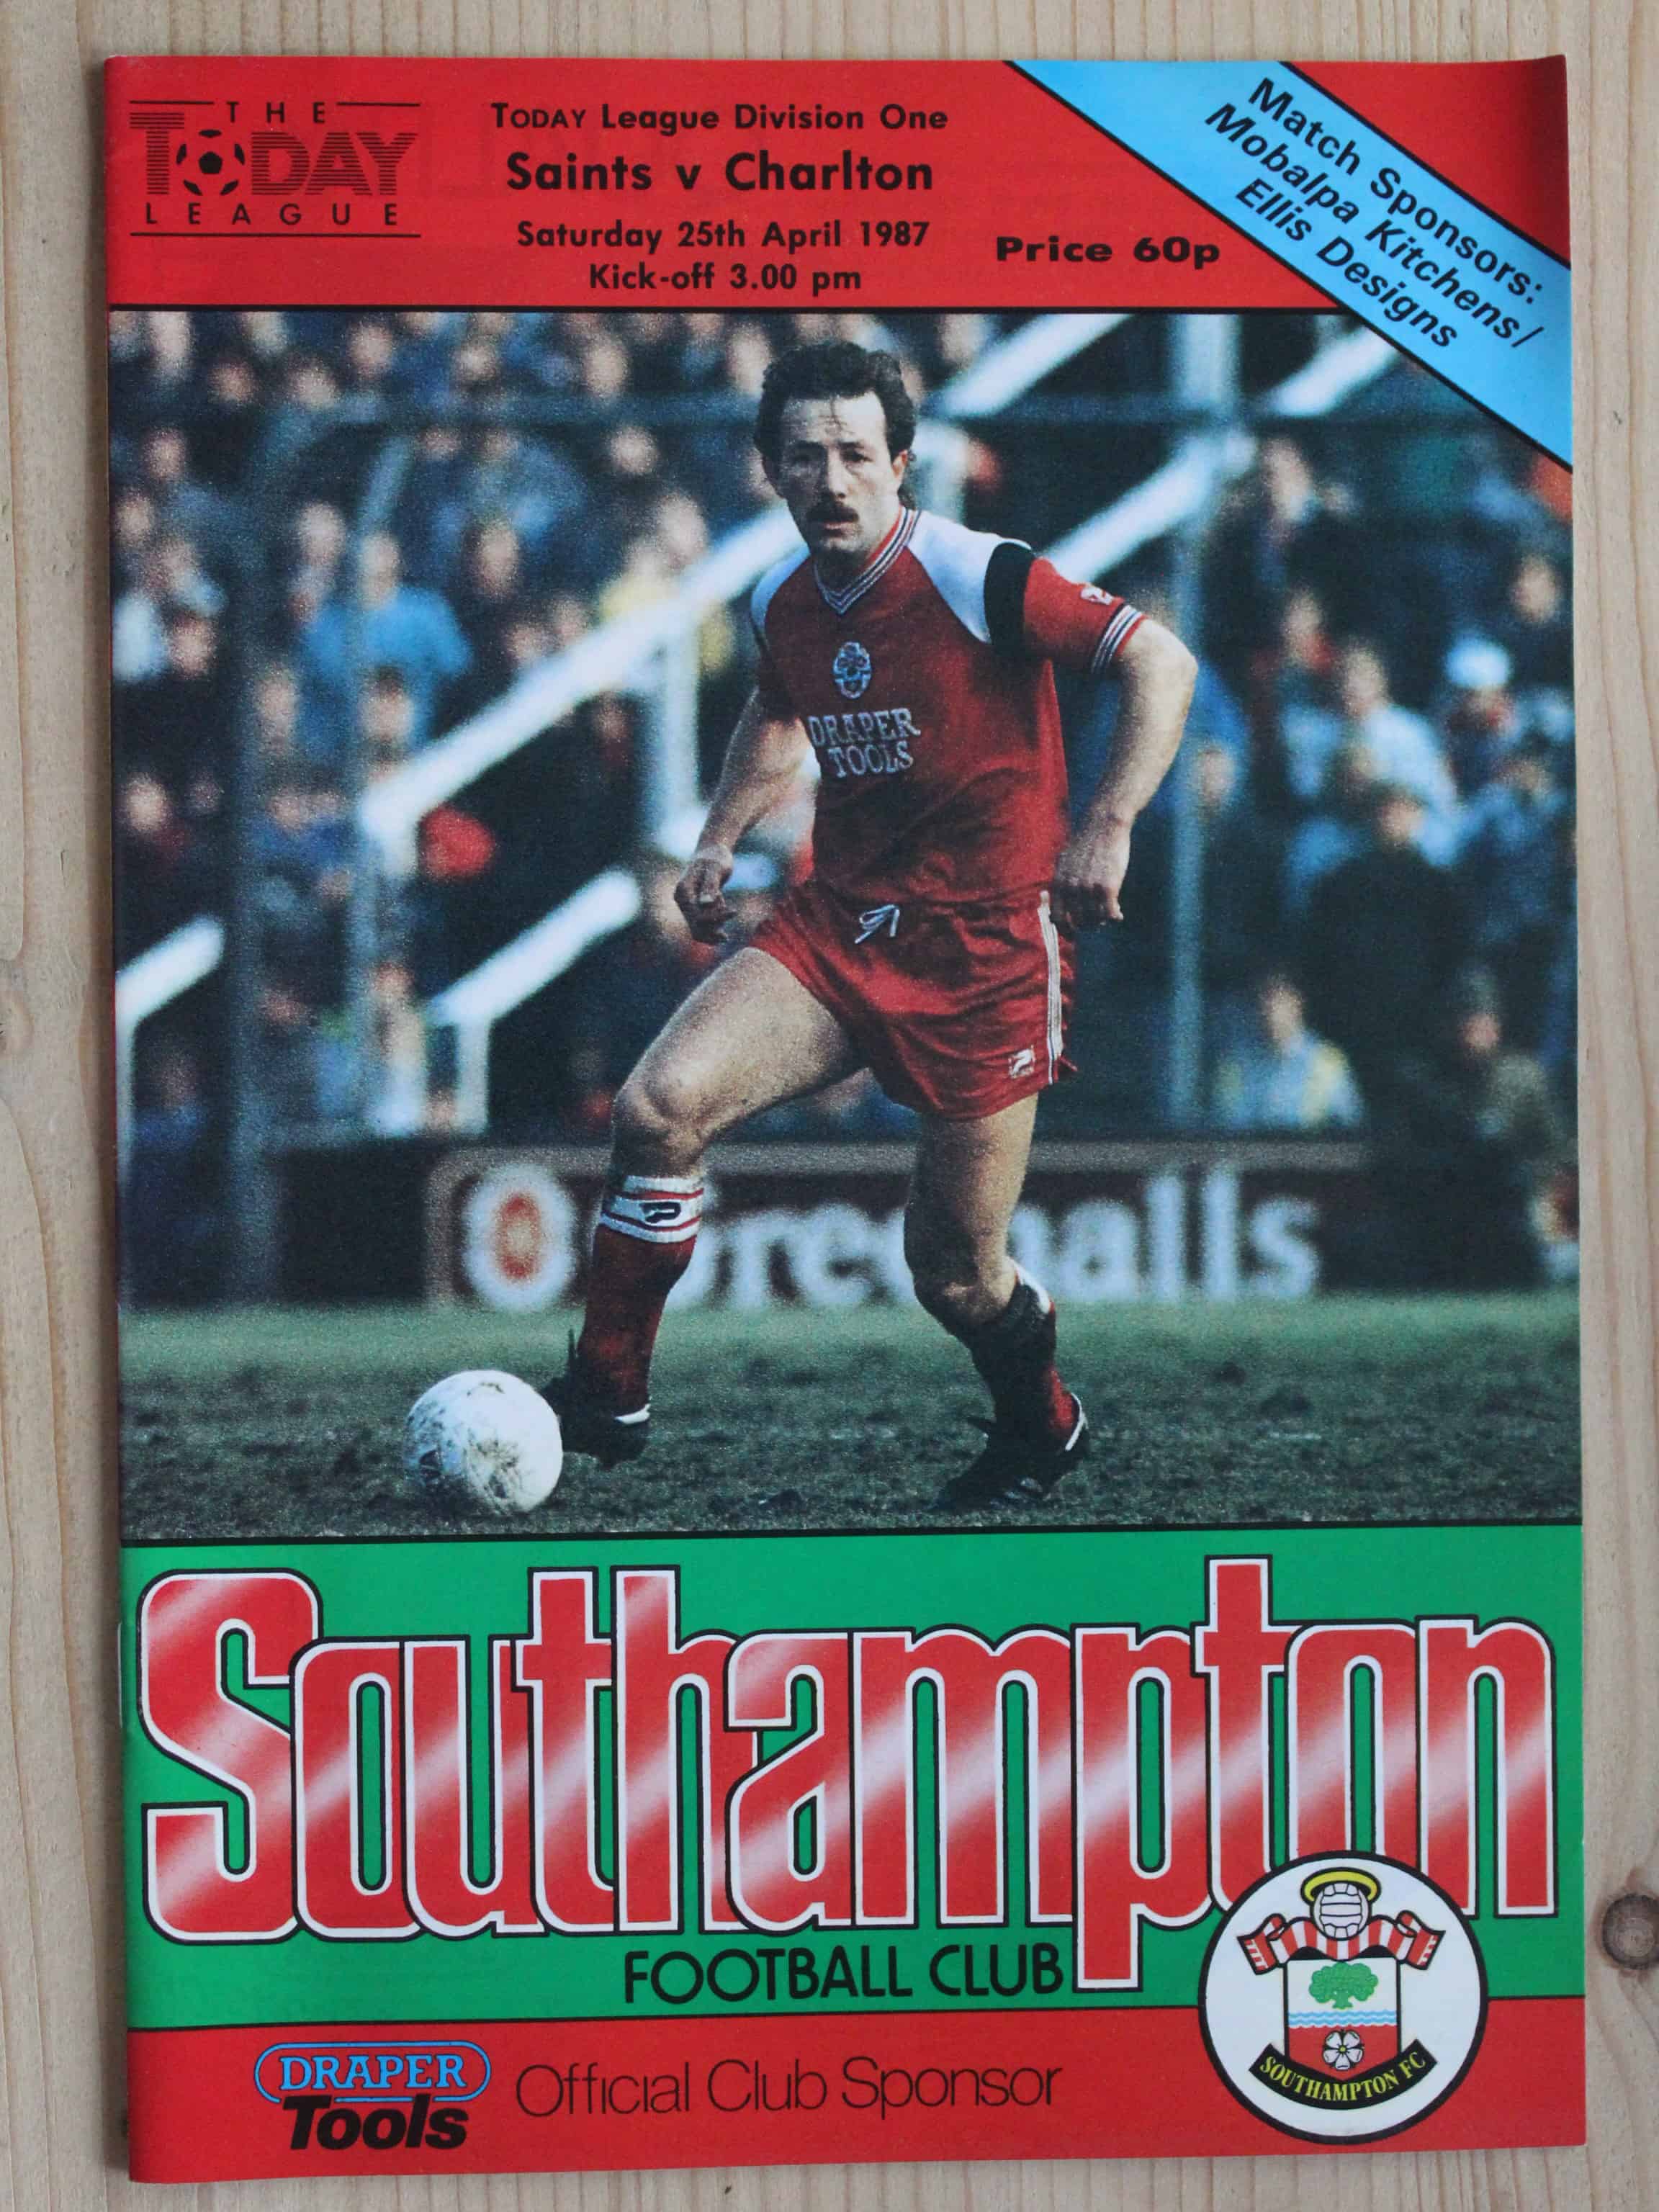 THE
TODAY
LEAGUE
TODAY League Division One
Saints v Charlton
Saturday 25th April 1987
Kick-off 3.00 pm
Price 60p
Match Sponsors:
Mobalpa Kitchens/
Ellis Designs
DRAPER
TOOLS
Southampton
FOOTBALL CLUB
SOUTHAMPTON FC
DRAPER
Tools
Official Club Sponsor